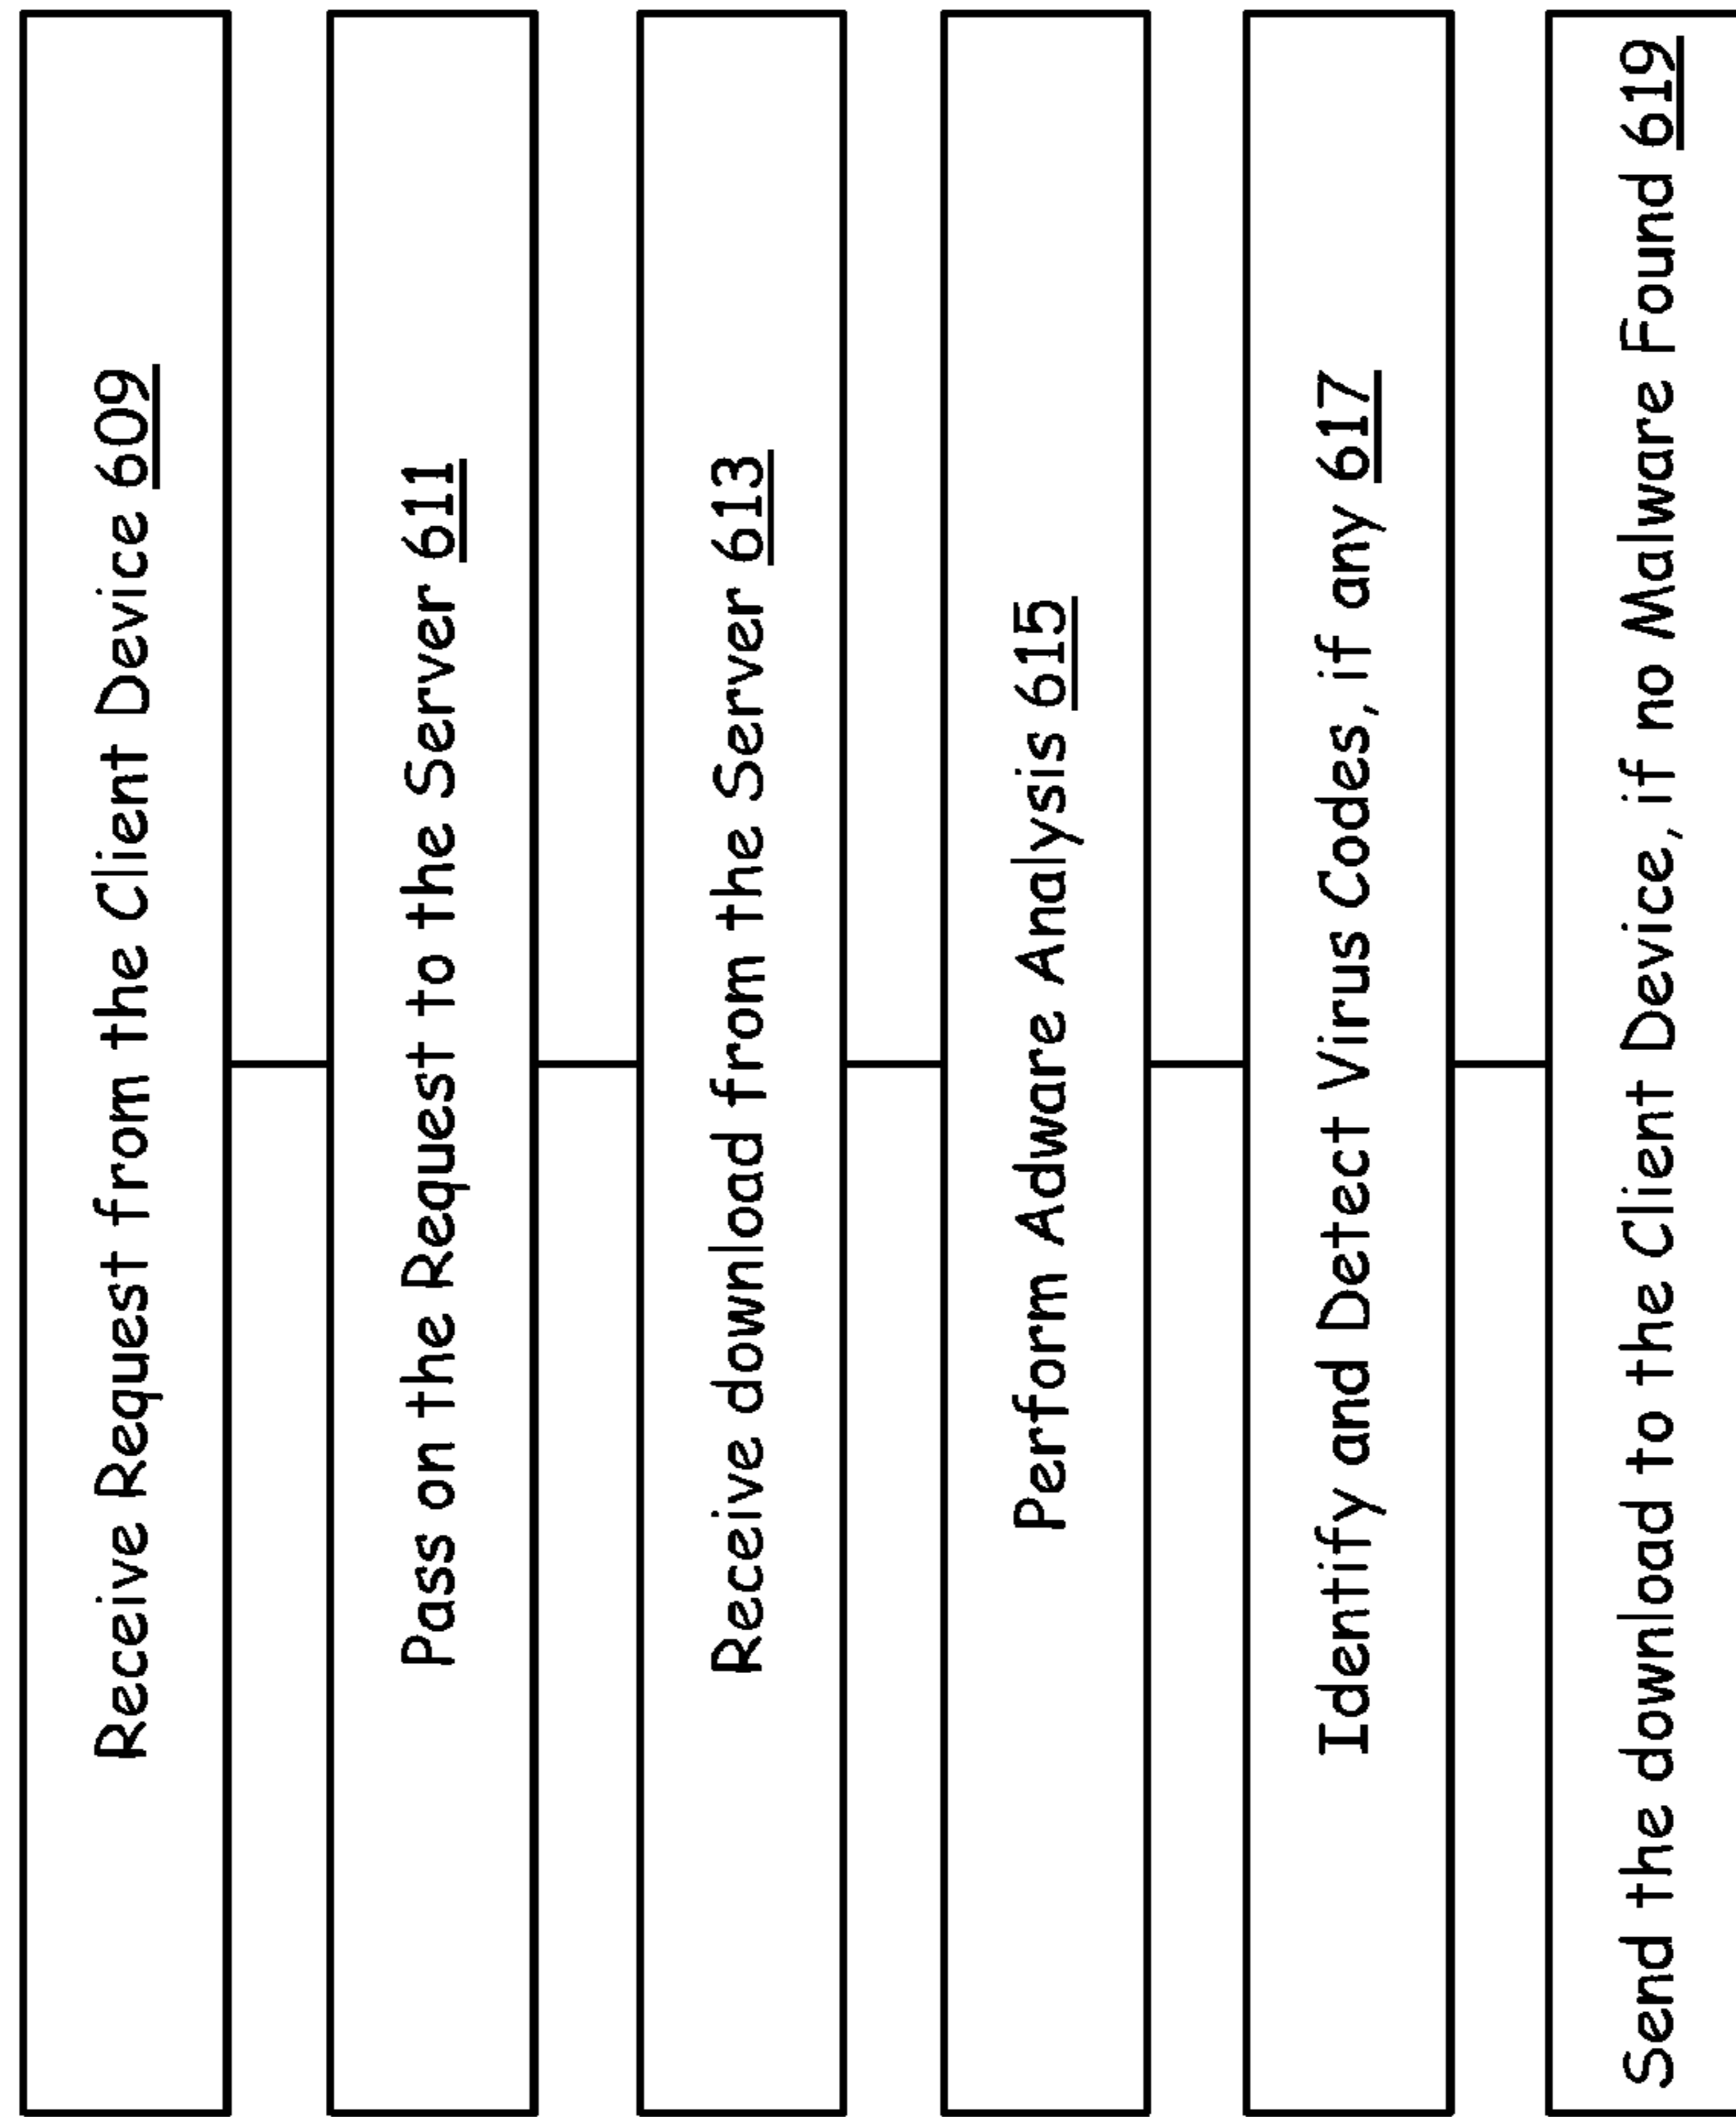 Receive Request from the Client Device 609
Pass on the Request to the Server 611
Receive download from the Server 613
Perform Adware Analysis 615
Identify and Detect Virus Codes, if any 617
Send the download to the Client Device, if no Malware Found 619